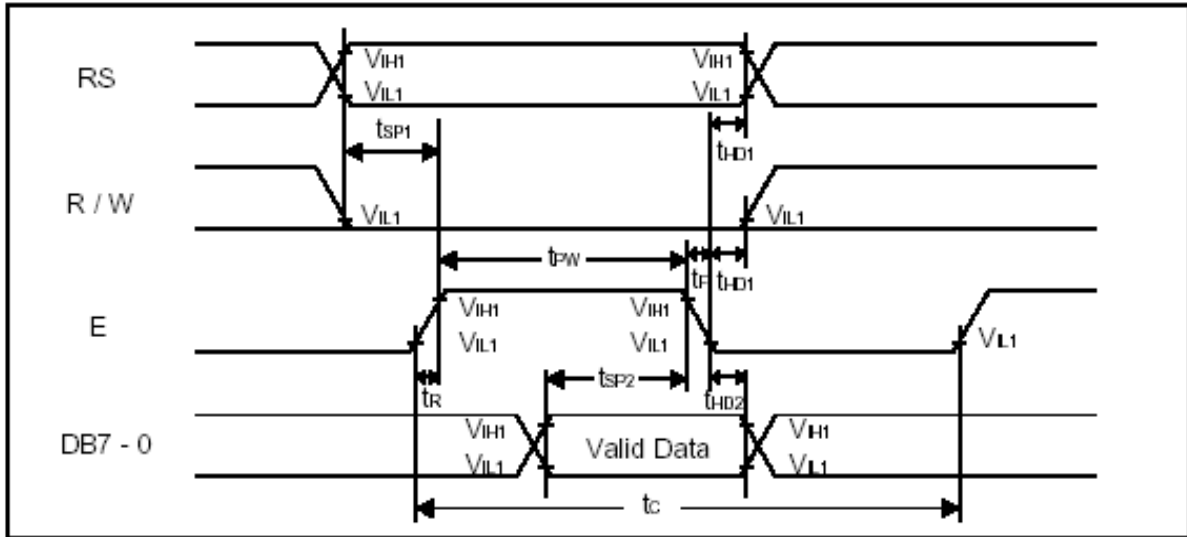 RS
VIH1 VIH1
VIL1 VIL1
tSP1
tHD1
R / W
VIL1 VIL1
tPW
tF tHD1
E
VIH1 VIH1
VIL1 VIL1 VIL1
tR
tSP2
tHD2
DB7 - 0
VIH1 VIH1
VIL1 Valid Data VIL1
tC